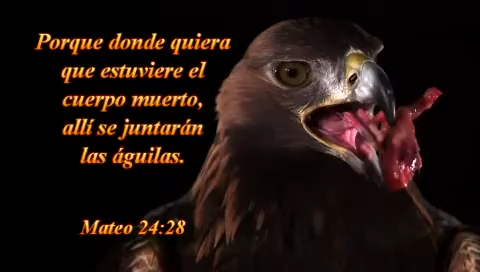 Porque donde quiera
que estuviere el
cuerpo muerto,
allí se juntarán
las águilas.
Mateo 24:28